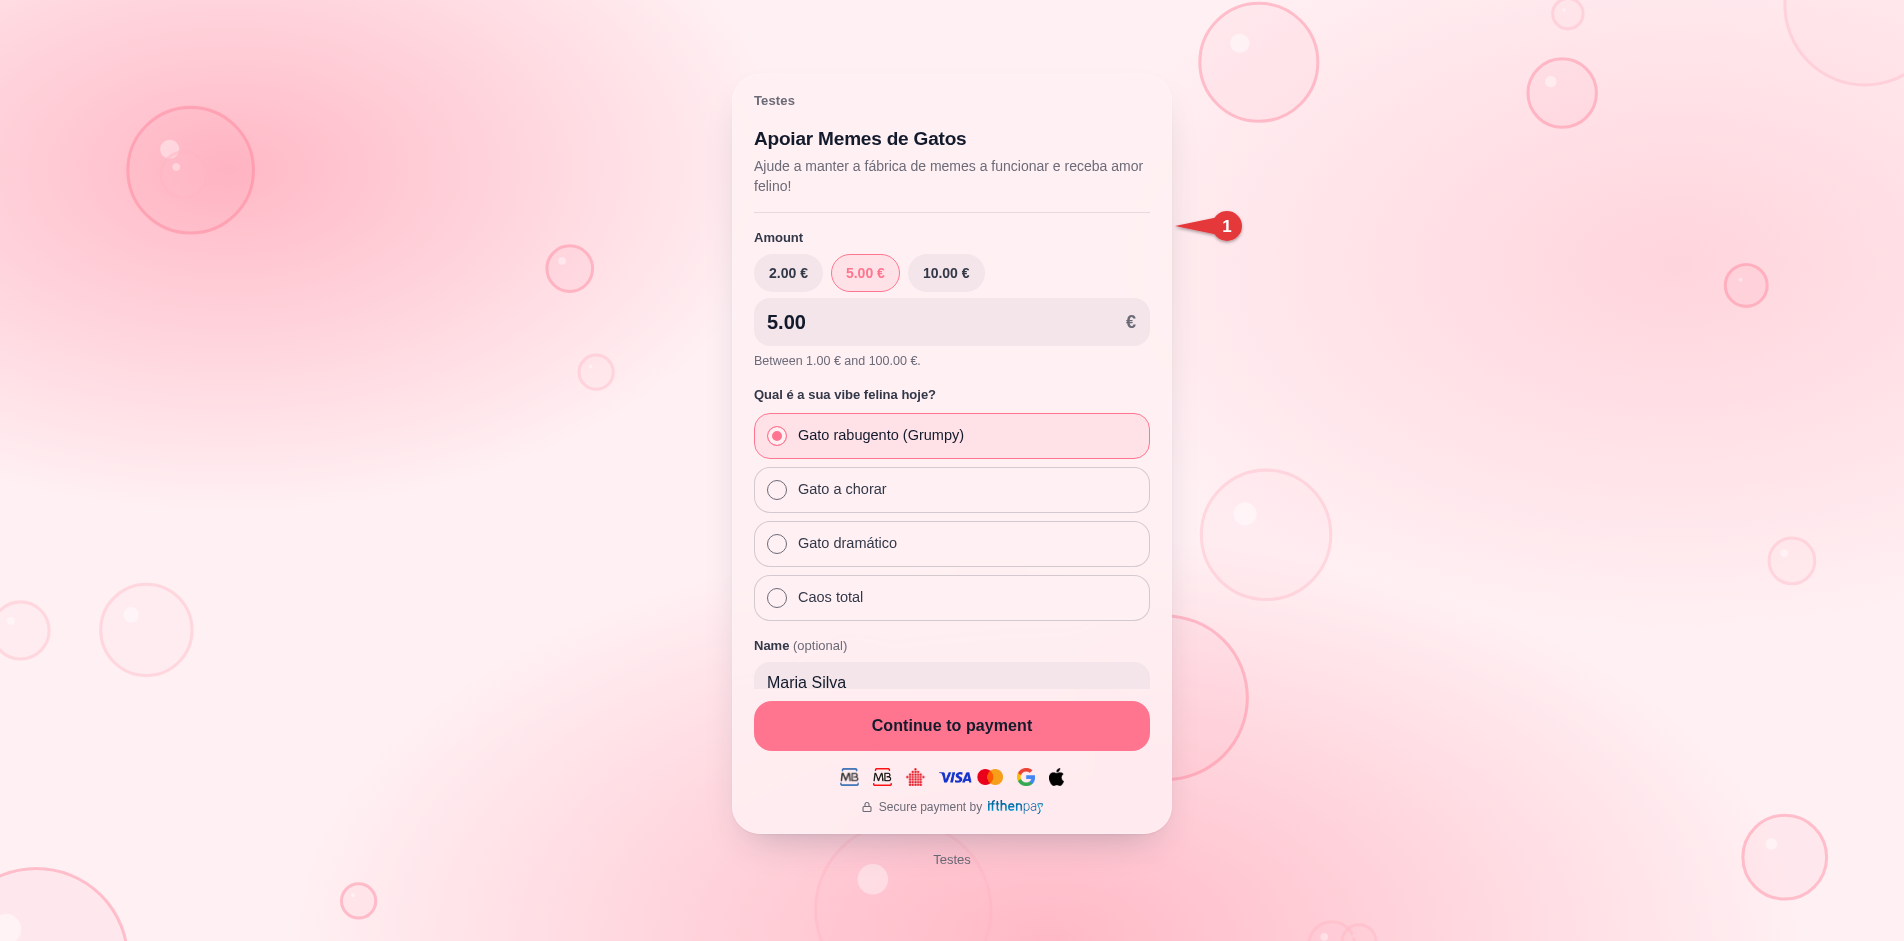 Testes
Apoiar Memes de Gatos
Ajude a manter a fábrica de memes a funcionar e receba amor
felino!
1
Amount
2.00 € 5.00 € 10.00 €
5.00 €
Between 1.00 € and 100.00 €.
Qual é a sua vibe felina hoje?
Gato rabugento (Grumpy)
Gato a chorar
Gato dramático
Caos total
Name (optional)
Maria Silva
Continue to payment
MB MB VISA
Secure payment by ifthenpay
Testes